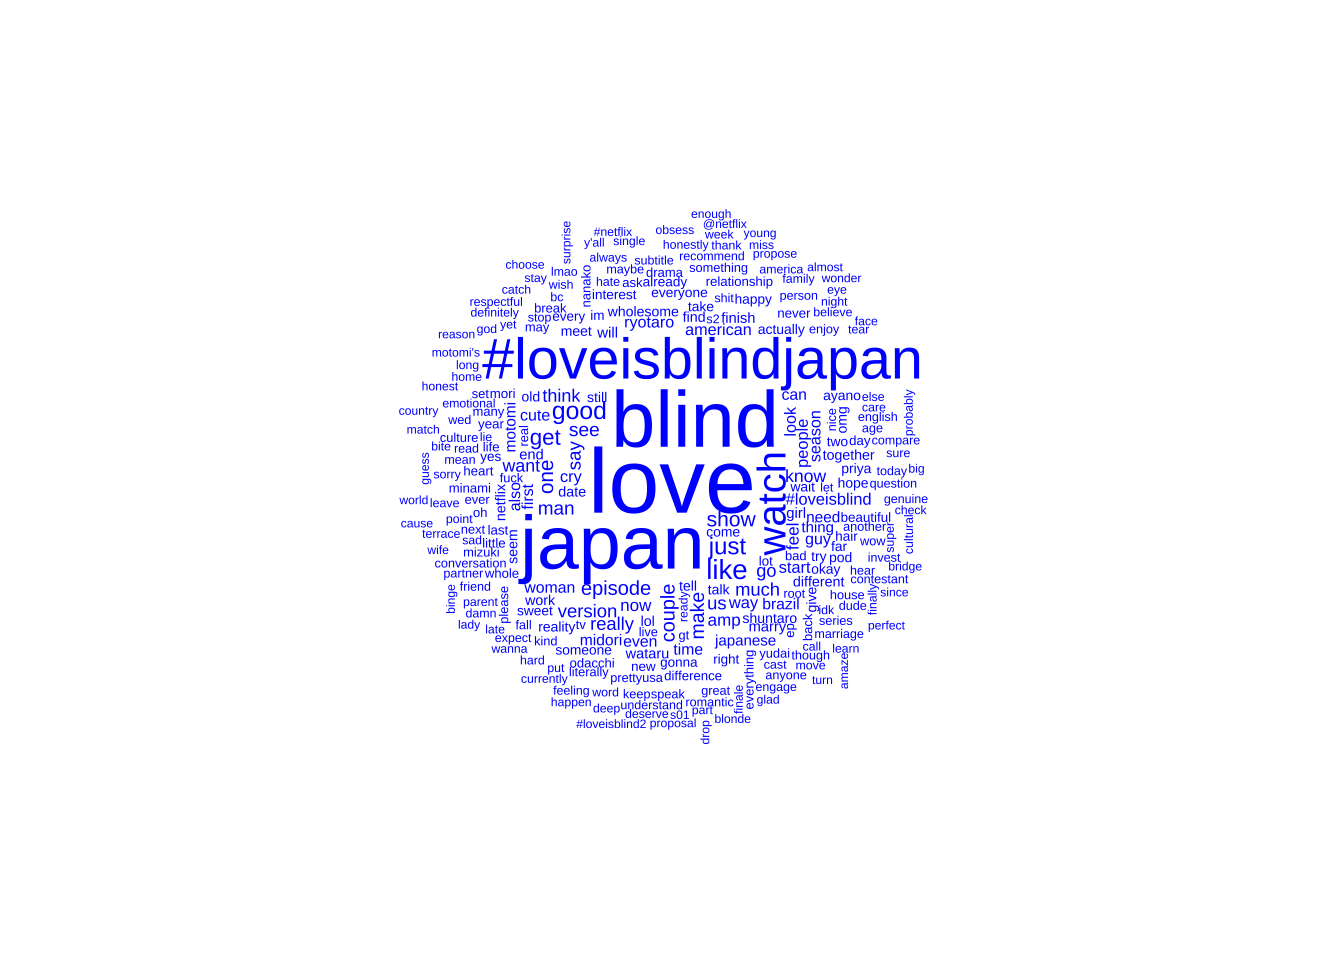 enough
@netflix
#netflix obsess week young
surprise y'all single honestly thank miss
always subtitle recommend propose
choose lmao maybe drama something america almost
stay wish nanako hate ask already relationship family wonder
catch bc interest everyone shit happy person eye
respectful break wholesome take never night
definitely stop every im ryotaro find s2 finish believe
reason god yet may meet will american actually enjoy tear face
motomi's #loveisblindjapan
long
home
honest set mori old think still blind can ayano else
country emotional many motomi cute good look nice omg care probably
match wed year real get see people season english age
culture lie two day compare
bite read life end say love watch together sure
guess mean yes want one know priya today big
sorry heart fuck cry wait let hope question
minami netflix also first date #loveisblind genuine
world leave ever man girl need beautiful check
cause point oh japan show feel thing another super cultural
terrace next last come guy hair wow
sad little seem just far
wife mizuki lot bad try pod invest
conversation like go start okay hear bridge
partner whole different contestant
binge friend woman episode couple tell talk much root give house finally since
parent please work ready make us way brazil idk dude
damn sweet version now
lady late fall reality tv really lol amp shuntaro back series perfect
expect kind midori even live gt marry ep marriage
wanna someone wataru time japanese call learn
hard odacchi new gonna right yudai though amaze
put literally pretty usa difference everything cast move
currently anyone turn
feeling word keep speak great engage
happen deep understand romantic finale glad
deserve s01 part
#loveisblind2 proposal drop blonde